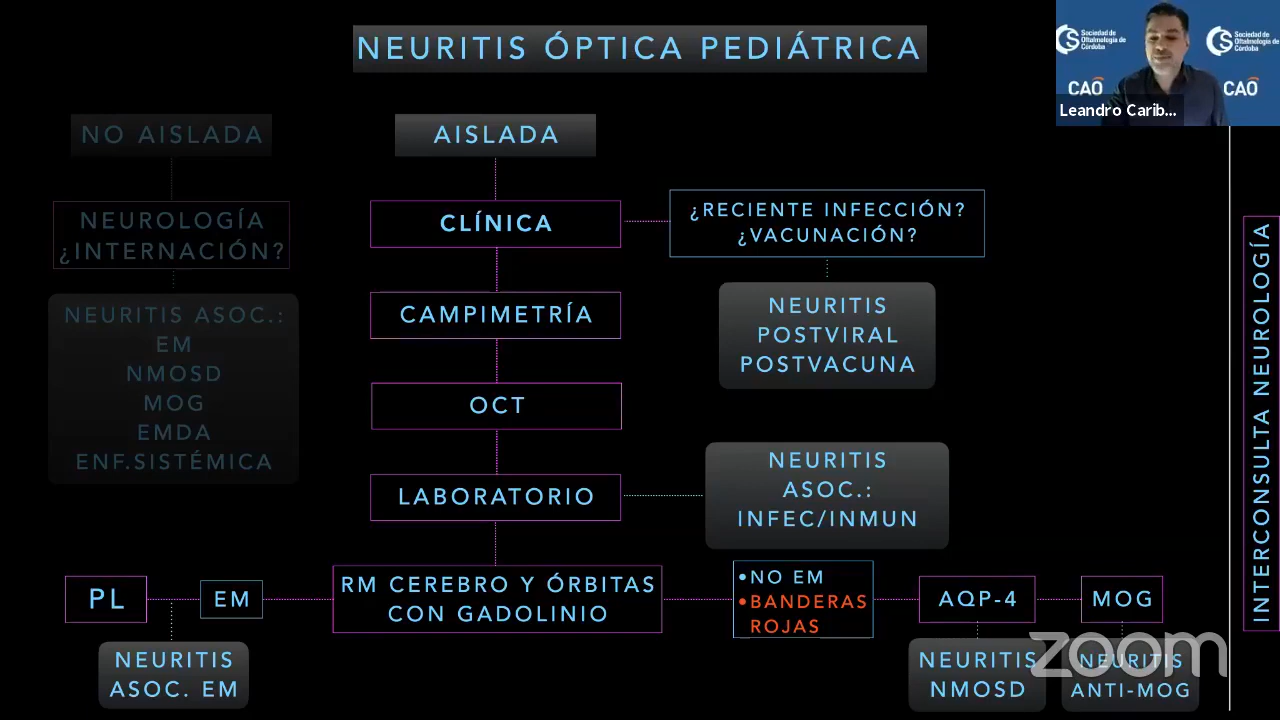 NEURITIS ÓPTICA PEDIÁTRICA
Sociedad de
Oftalmología de
Córdoba
Sociedad de
Oftalmología de
Córdoba
CAO
CAO
Leandro Carib...
NO AISLADA
NEUROLOGÍA
¿INTERNACIÓN?
NEURITIS ASOC.:
EM
NMOSD
MOG
EMDA
ENF.SISTÉMICA
AISLADA
CLÍNICA
¿RECIENTE INFECCIÓN?
¿VACUNACIÓN?
NEURITIS
POSTVIRAL
POSTVACUNA
CAMPIMETRÍA
OCT
LABORATORIO
NEURITIS
ASOC.:
INFEC/INMUN
RM CEREBRO Y ÓRBITAS
CON GADOLINIO
EM
PL
NEURITIS
ASOC. EM
•NO EM
•BANDERAS
ROJAS
AQP-4
MOG
NEURITIS
NMOSD
NEURITIS
ANTI-MOG
INTERCONSULTA NEUROLOGÍA
zoom